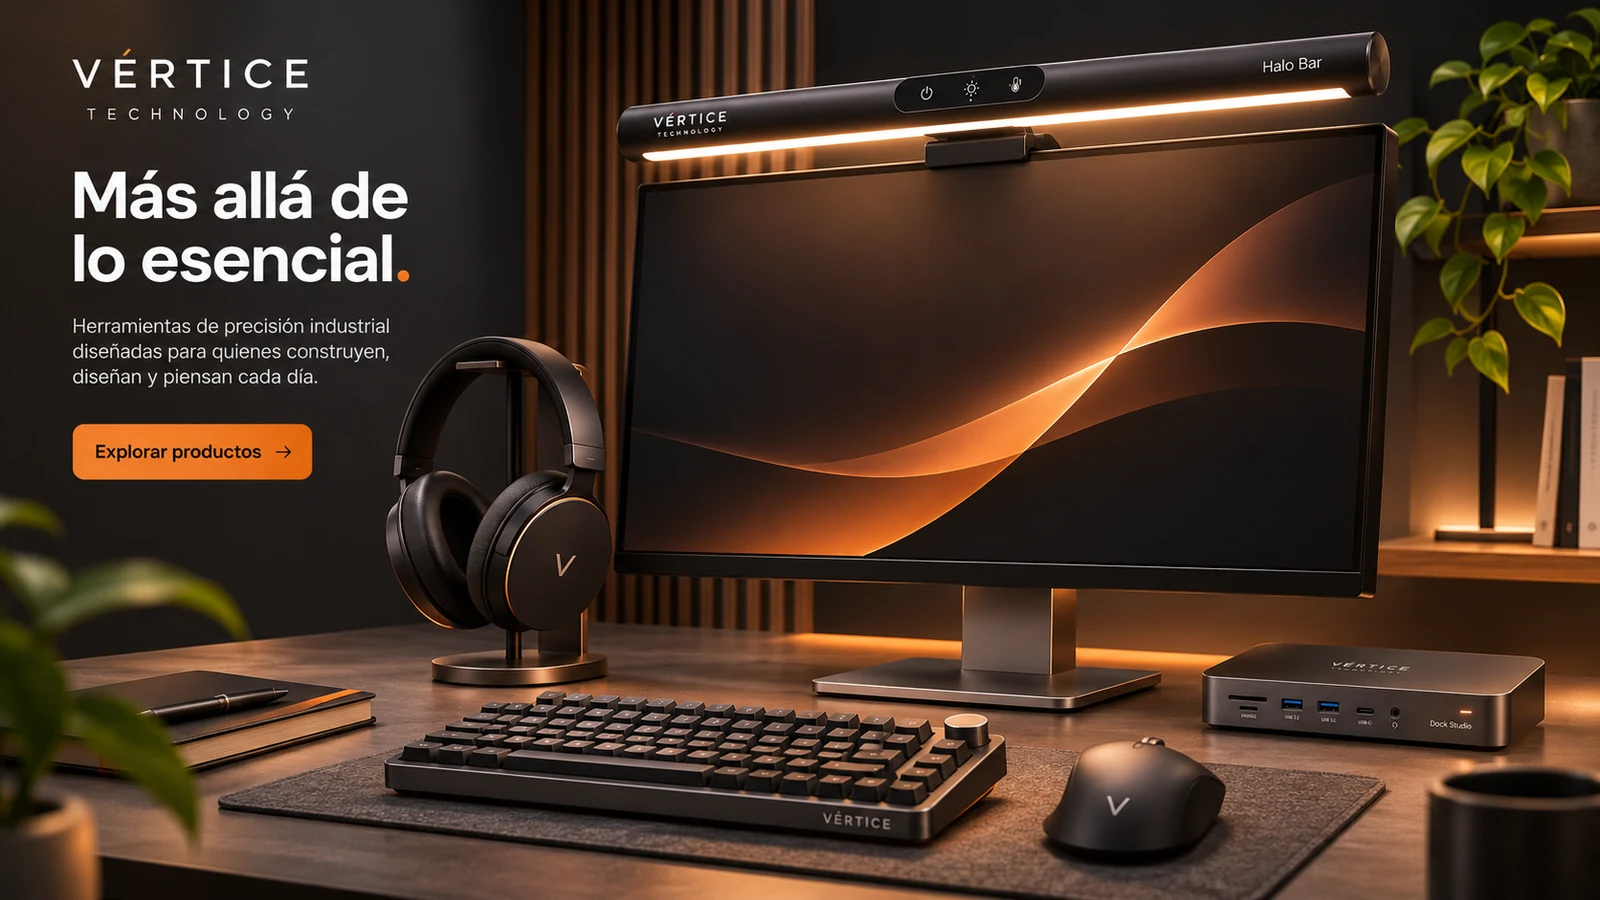 VÉRTICE
TECHNOLOGY
Más allá de
lo esencial.
Herramientas de precisión industrial
diseñadas para quienes construyen,
diseñan y piensan cada día.
Explorar productos →
VÉRTICE
TECHNOLOGY
Halo Bar
V
VÉRTICE
TECHNOLOGY
Dock Studio
VÉRTICE
V